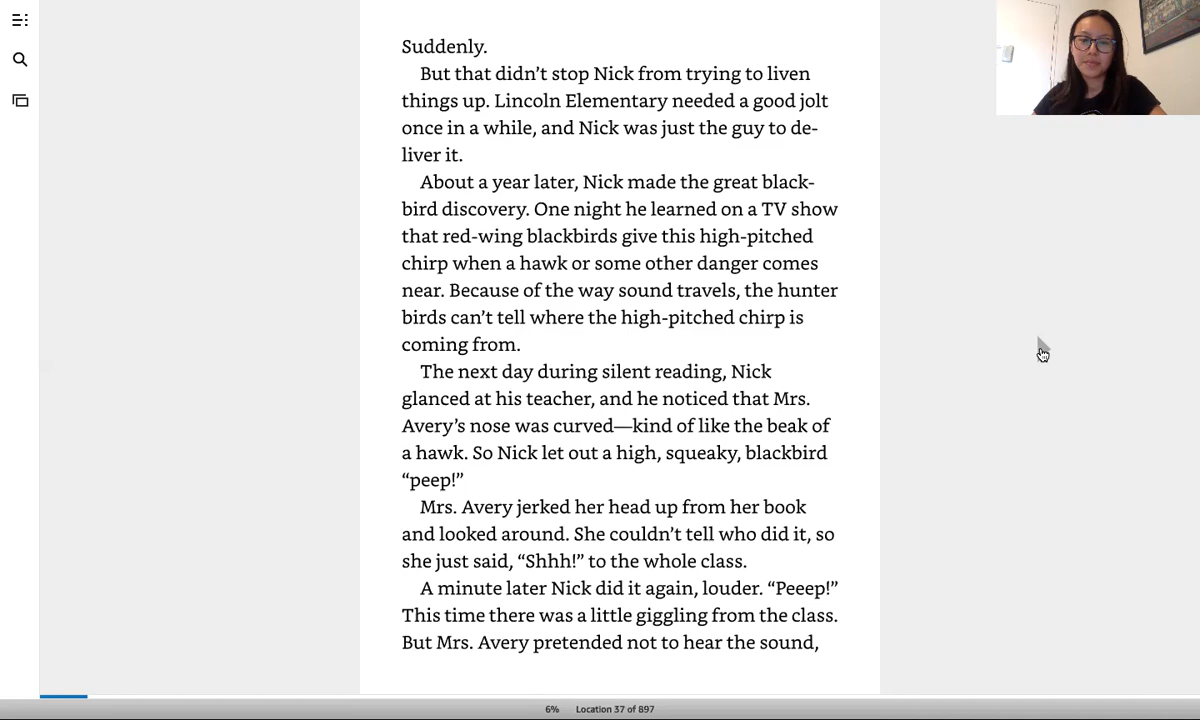 Suddenly.
But that didn’t stop Nick from trying to liven
things up. Lincoln Elementary needed a good jolt
once in a while, and Nick was just the guy to de-
liver it.
About a year later, Nick made the great black-
bird discovery. One night he learned on a TV show
that red-wing blackbirds give this high-pitched
chirp when a hawk or some other danger comes
near. Because of the way sound travels, the hunter
birds can’t tell where the high-pitched chirp is
coming from.
The next day during silent reading, Nick
glanced at his teacher, and he noticed that Mrs.
Avery’s nose was curved—kind of like the beak of
a hawk. So Nick let out a high, squeaky, blackbird
“peep!”
Mrs. Avery jerked her head up from her book
and looked around. She couldn’t tell who did it, so
she just said, “Shhh!” to the whole class.
A minute later Nick did it again, louder. “Peeep!”
This time there was a little giggling from the class.
But Mrs. Avery pretended not to hear the sound,
6% Location 37 of 897